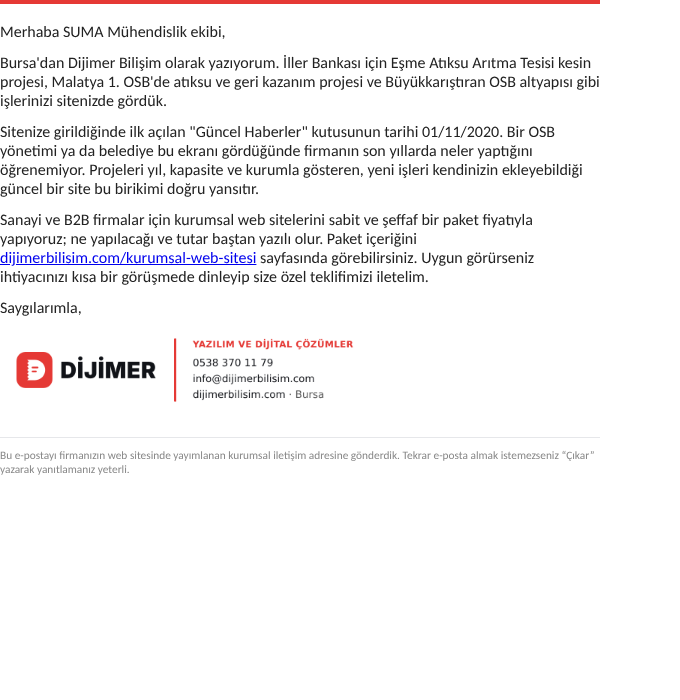 Merhaba SUMA Mühendislik ekibi,
Bursa'dan Dijimer Bilişim olarak yazıyorum. İller Bankası için Eşme Atıksu Arıtma Tesisi kesin
projesi, Malatya 1. OSB'de atıksu ve geri kazanım projesi ve Büyükkarıştıran OSB altyapısı gibi
işlerinizi sitenizde gördük.
Sitenize girildiğinde ilk açılan "Güncel Haberler" kutusunun tarihi 01/11/2020. Bir OSB
yönetimi ya da belediye bu ekranı gördüğünde firmanın son yıllarda neler yaptığını
öğrenemiyor. Projeleri yıl, kapasite ve kurumla gösteren, yeni işleri kendinizin ekleyebildiği
güncel bir site bu birikimi doğru yansıtır.
Sanayi ve B2B firmalar için kurumsal web sitelerini sabit ve şeffaf bir paket fiyatıyla
yapıyoruz; ne yapılacağı ve tutar baştan yazılı olur. Paket içeriğini
dijimerbilisim.com/kurumsal-web-sitesi sayfasında görebilirsiniz. Uygun görürseniz
ihtiyacınızı kısa bir görüşmede dinleyip size özel teklifimizi iletelim.
Saygılarımla,
DİJİMER
YAZILIM VE DİJİTAL ÇÖZÜMLER
0538 370 11 79
info@dijimerbilisim.com
dijimerbilisim.com · Bursa
Bu e-postayı firmanızın web sitesinde yayımlanan kurumsal iletişim adresine gönderdik. Tekrar e-posta almak istemezseniz "Çıkar"
yazarak yanıtlamanız yeterli.